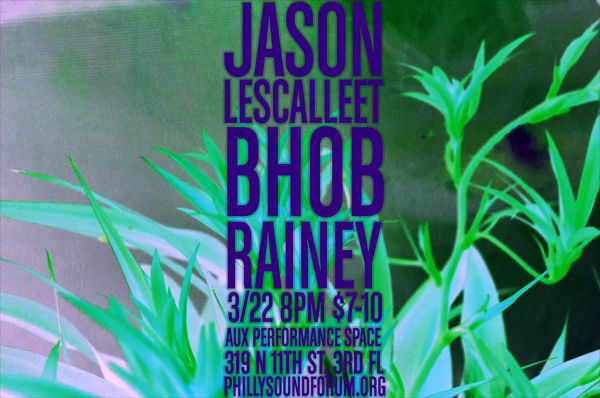 JASON
LESCALLEET
BHOB
RAINEY
3/22 8PM $7-10
AUX PERFORMANCE SPACE
319 N 11TH ST, 3RD FL
PHILLYSOUNDFORUM.ORG